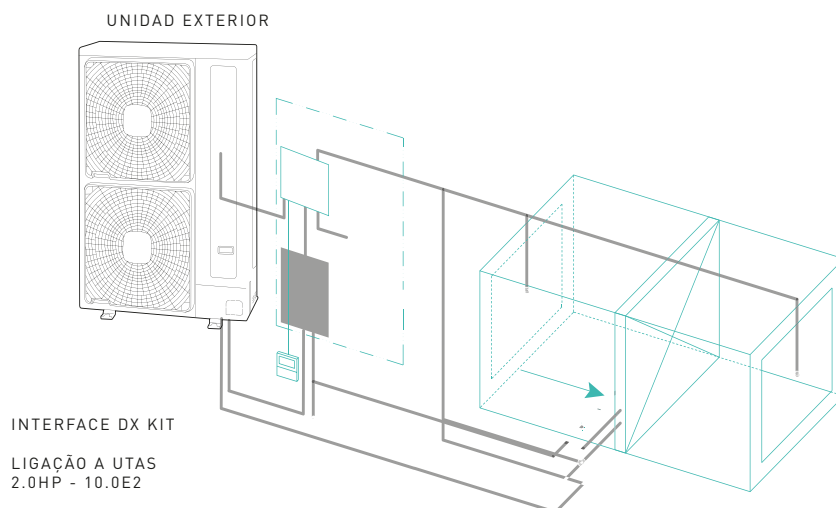 UNIDAD EXTERIOR
INTERFACE DX KIT
LIGAÇÃO A UTAS
2.0HP - 10.0E2